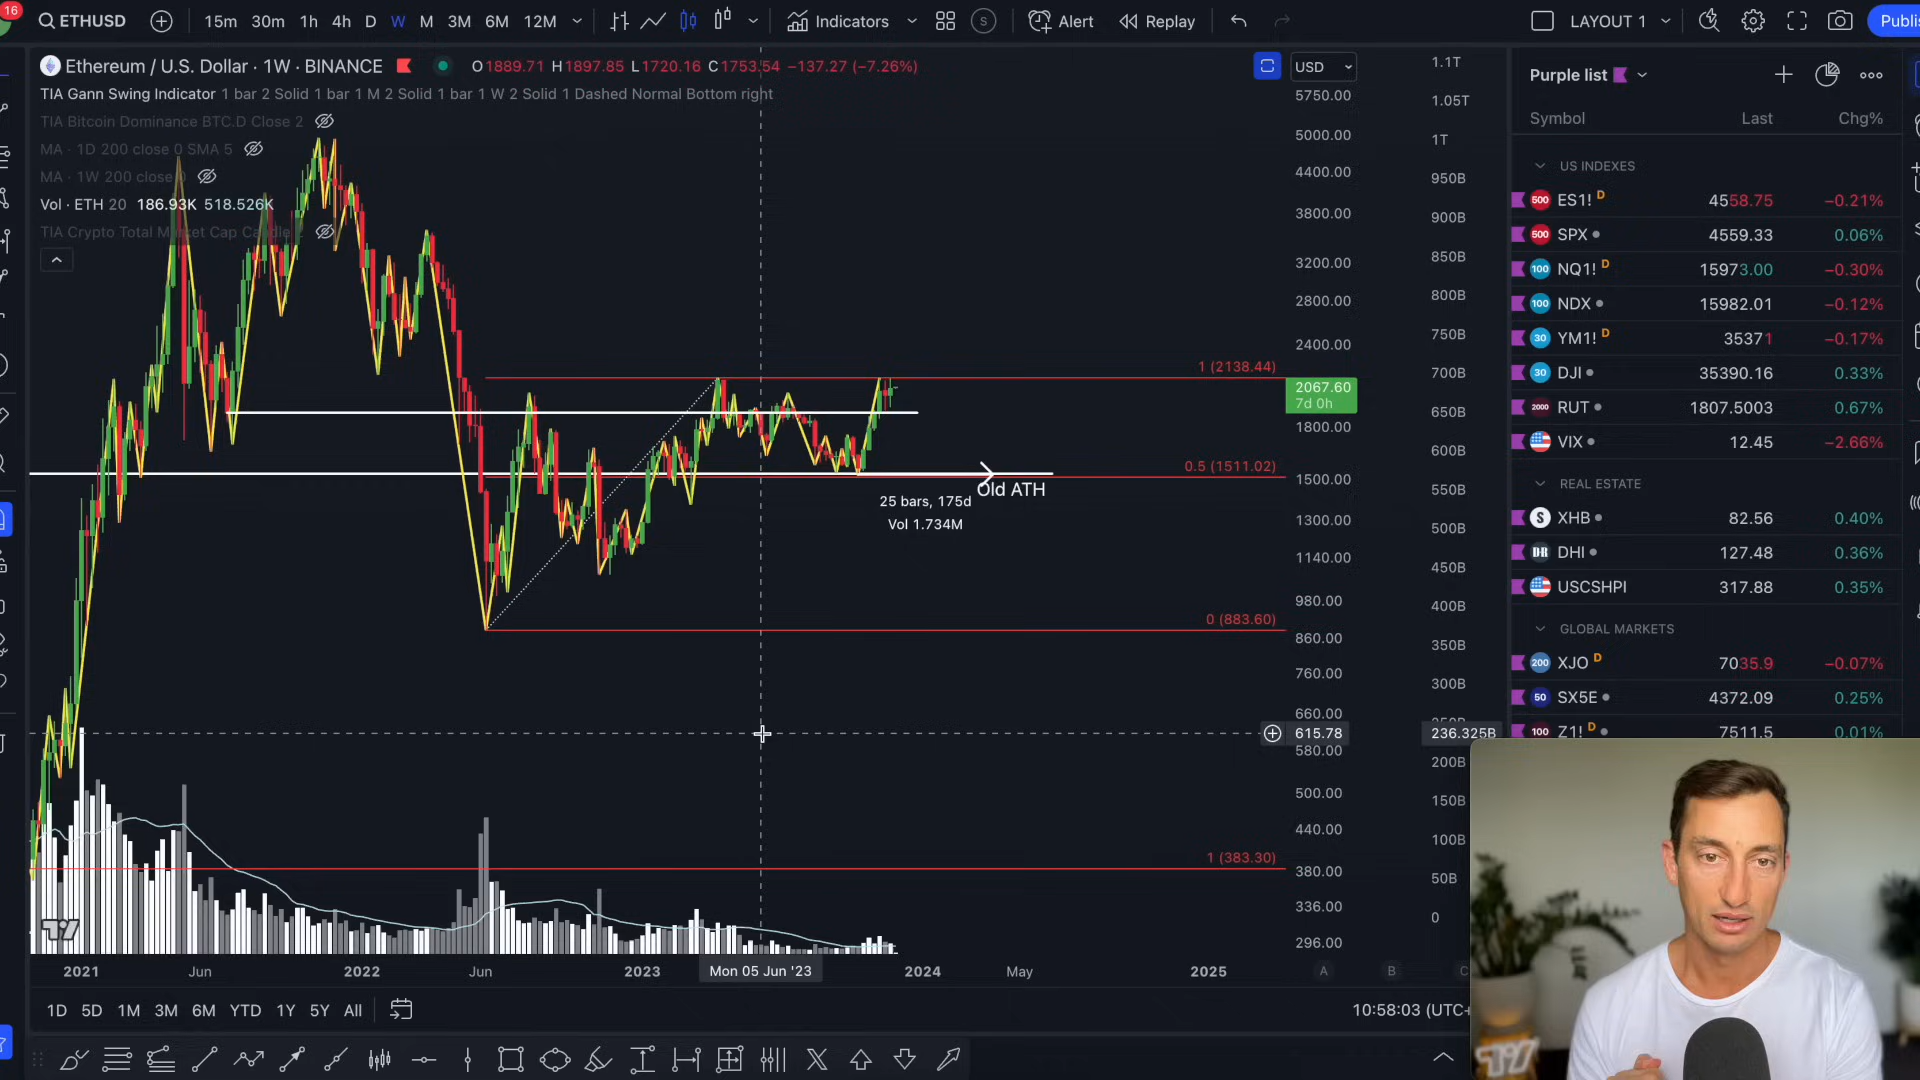 16
ETHUSD
15m 30m 1h 4h D W M 3M 6M 12M
Indicators
S
Alert
Replay
LAYOUT 1
Publi
Ethereum / U.S. Dollar · 1W · BINANCE
O1889.71 H1897.85 L1720.16 C1753.54 −137.27 (−7.26%)
USD
TIA Gann Swing Indicator 1 bar 2 Solid 1 bar 1 M 2 Solid 1 bar 1 W 2 Solid 1 Dashed Normal Bottom right
TIA Bitcoin Dominance BTC.D Close 2
MA · 1D 200 close 0 SMA 5
MA · 1W 200 close 0
Vol · ETH 20 186.93K 518.526K
TIA Crypto Total Market Cap Candle 2
1 (2138.44)
0.5 (1511.02)
Old ATH
25 bars, 175d
Vol 1.734M
0 (883.60)
1 (383.30)
5750.00
5000.00
4400.00
3800.00
3200.00
2800.00
2400.00
2067.60
7d 0h
1800.00
1500.00
1300.00
1140.00
980.00
860.00
760.00
660.00
615.78
580.00
500.00
440.00
380.00
336.00
296.00
1.1T
1.05T
1T
950B
900B
850B
800B
750B
700B
650B
600B
550B
500B
450B
400B
350B
300B
236.325B
200B
150B
100B
50B
0
2021 Jun 2022 Jun 2023 Mon 05 Jun '23 2024 May 2025
A B C
1D 5D 1M 3M 6M YTD 1Y 5Y All
10:58:03 (UTC+
Purple list
Symbol Last Chg%
US INDEXES
500 ES1! D 4558.75 −0.21%
500 SPX 4559.33 0.06%
100 NQ1! D 15973.00 −0.30%
100 NDX 15982.01 −0.12%
30 YM1! D 35371 −0.17%
30 DJI 35390.16 0.33%
2000 RUT 1807.5003 0.67%
VIX 12.45 −2.66%
REAL ESTATE
S XHB 82.56 0.40%
DHI 127.48 0.36%
USCSHPI 317.88 0.35%
GLOBAL MARKETS
200 XJO D 7035.9 −0.07%
50 SX5E 4372.09 0.25%
100 Z1! D 7511.5 0.01%